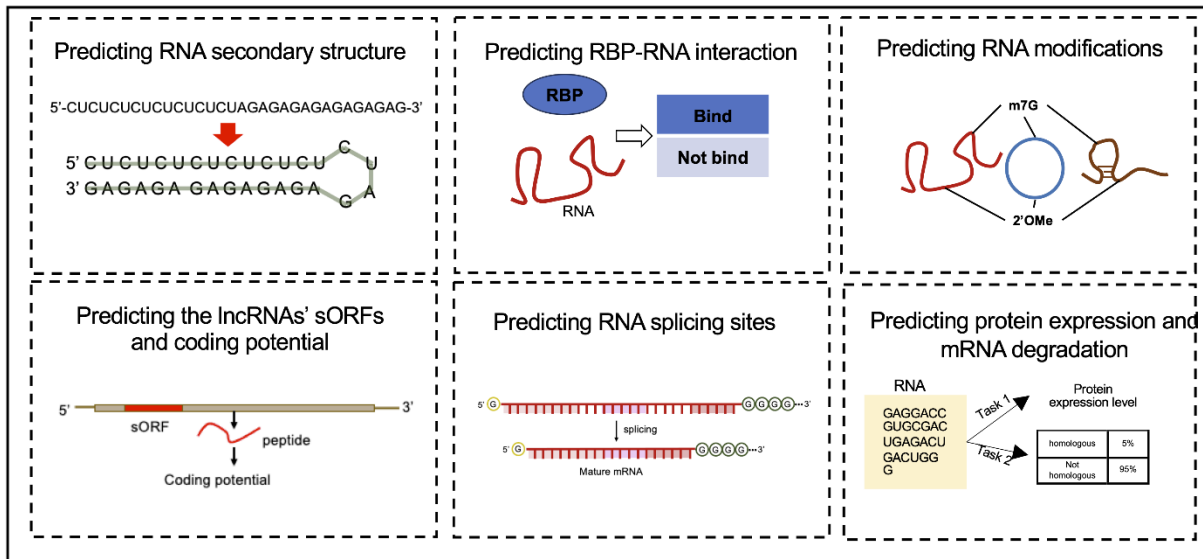 Predicting RNA secondary structure
5'-CUCUCUCUCUCUCUCUAGAGAGAGAGAGAGAG-3'
5' CUCUCUCUCUCUCU C U
3' GAGAGA GAGAGAGA G A
Predicting RBP-RNA interaction
RBP
RNA
Bind
Not bind
Predicting RNA modifications
m7G
2'OMe
Predicting the lncRNAs' sORFs
and coding potential
5' 3'
sORF
peptide
Coding potential
Predicting RNA splicing sites
5' G GGGG 3'
splicing
5' G GGGG 3'
Mature mRNA
Predicting protein expression and
mRNA degradation
RNA
GAGGACC
GUGCGAC
UGAGACU
GACUGG
G
Task 1
Task 2
Protein
expression level
homologous 5%
Not
homologous 95%